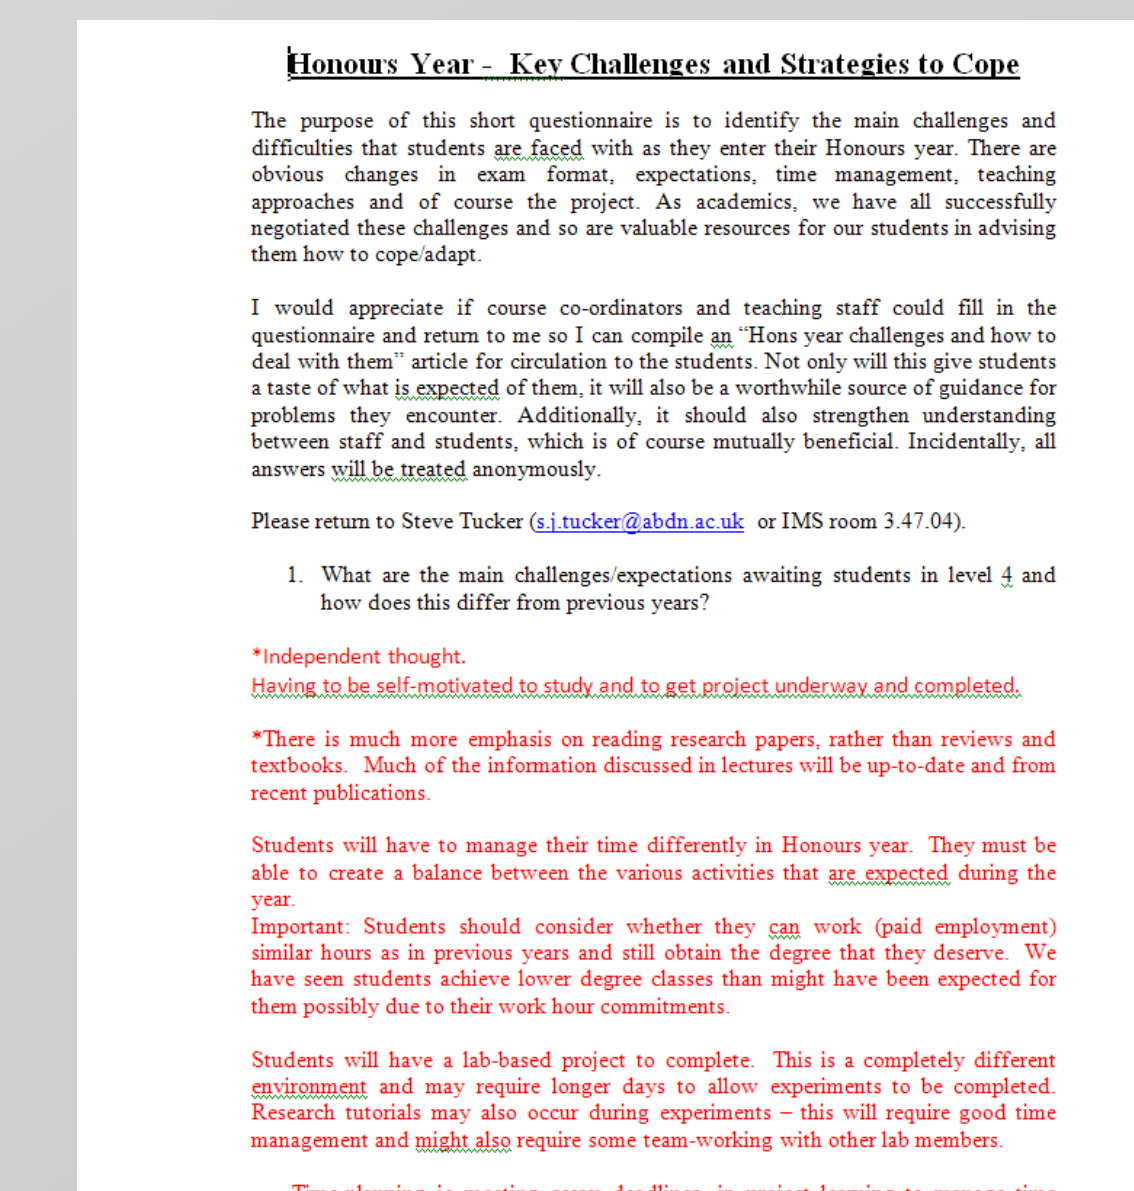 Honours Year - Key Challenges and Strategies to Cope
The purpose of this short questionnaire is to identify the main challenges and
difficulties that students are faced with as they enter their Honours year. There are
obvious changes in exam format, expectations, time management, teaching
approaches and of course the project. As academics, we have all successfully
negotiated these challenges and so are valuable resources for our students in advising
them how to cope/adapt.
I would appreciate if course co-ordinators and teaching staff could fill in the
questionnaire and return to me so I can compile an “Hons year challenges and how to
deal with them” article for circulation to the students. Not only will this give students
a taste of what is expected of them, it will also be a worthwhile source of guidance for
problems they encounter. Additionally, it should also strengthen understanding
between staff and students, which is of course mutually beneficial. Incidentally, all
answers will be treated anonymously.
Please return to Steve Tucker (s.j.tucker@abdn.ac.uk or IMS room 3.47.04).
1. What are the main challenges/expectations awaiting students in level 4 and
how does this differ from previous years?
*Independent thought.
Having to be self-motivated to study and to get project underway and completed.
*There is much more emphasis on reading research papers, rather than reviews and
textbooks. Much of the information discussed in lectures will be up-to-date and from
recent publications.
Students will have to manage their time differently in Honours year. They must be
able to create a balance between the various activities that are expected during the
year.
Important: Students should consider whether they can work (paid employment)
similar hours as in previous years and still obtain the degree that they deserve. We
have seen students achieve lower degree classes than might have been expected for
them possibly due to their work hour commitments.
Students will have a lab-based project to complete. This is a completely different
environment and may require longer days to allow experiments to be completed.
Research tutorials may also occur during experiments – this will require good time
management and might also require some team-working with other lab members.